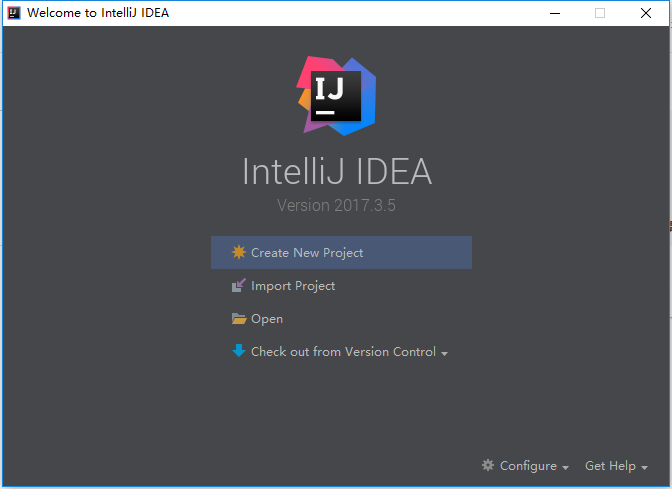 Welcome to IntelliJ IDEA
IJ
IntelliJ IDEA
Version 2017.3.5
Create New Project
Import Project
Open
Check out from Version Control
Configure
Get Help